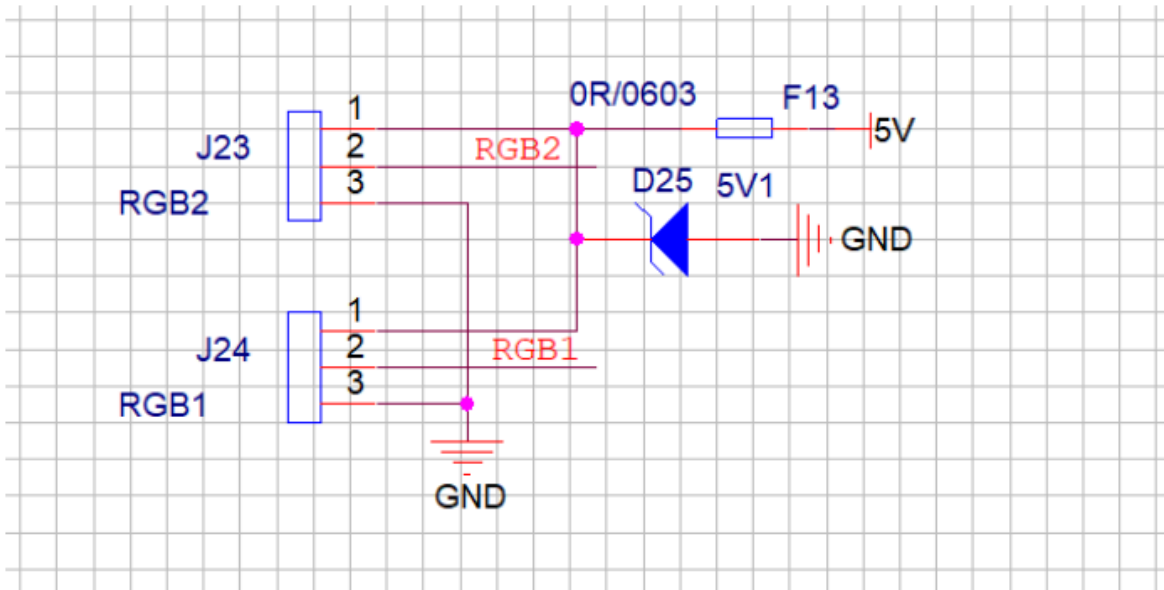 0R/0603 F13
1
5V
J23
2
RGB2
3
D25 5V1
RGB2
GND
1
J24
2
RGB1
3
RGB1
GND